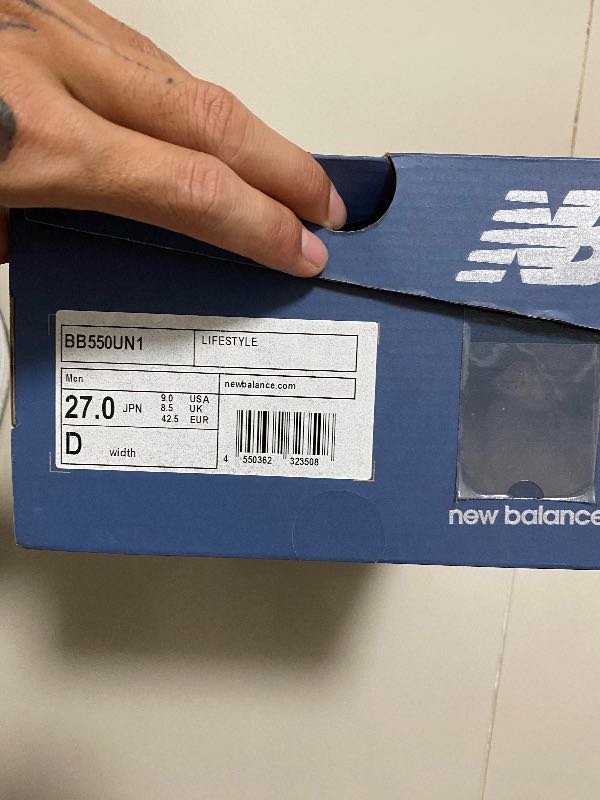 BB550UN1
LIFESTYLE
Men
newbalance.com
27.0 JPN
9.0 USA
8.5 UK
42.5 EUR
D width
4 550362 323508
NB
new balance